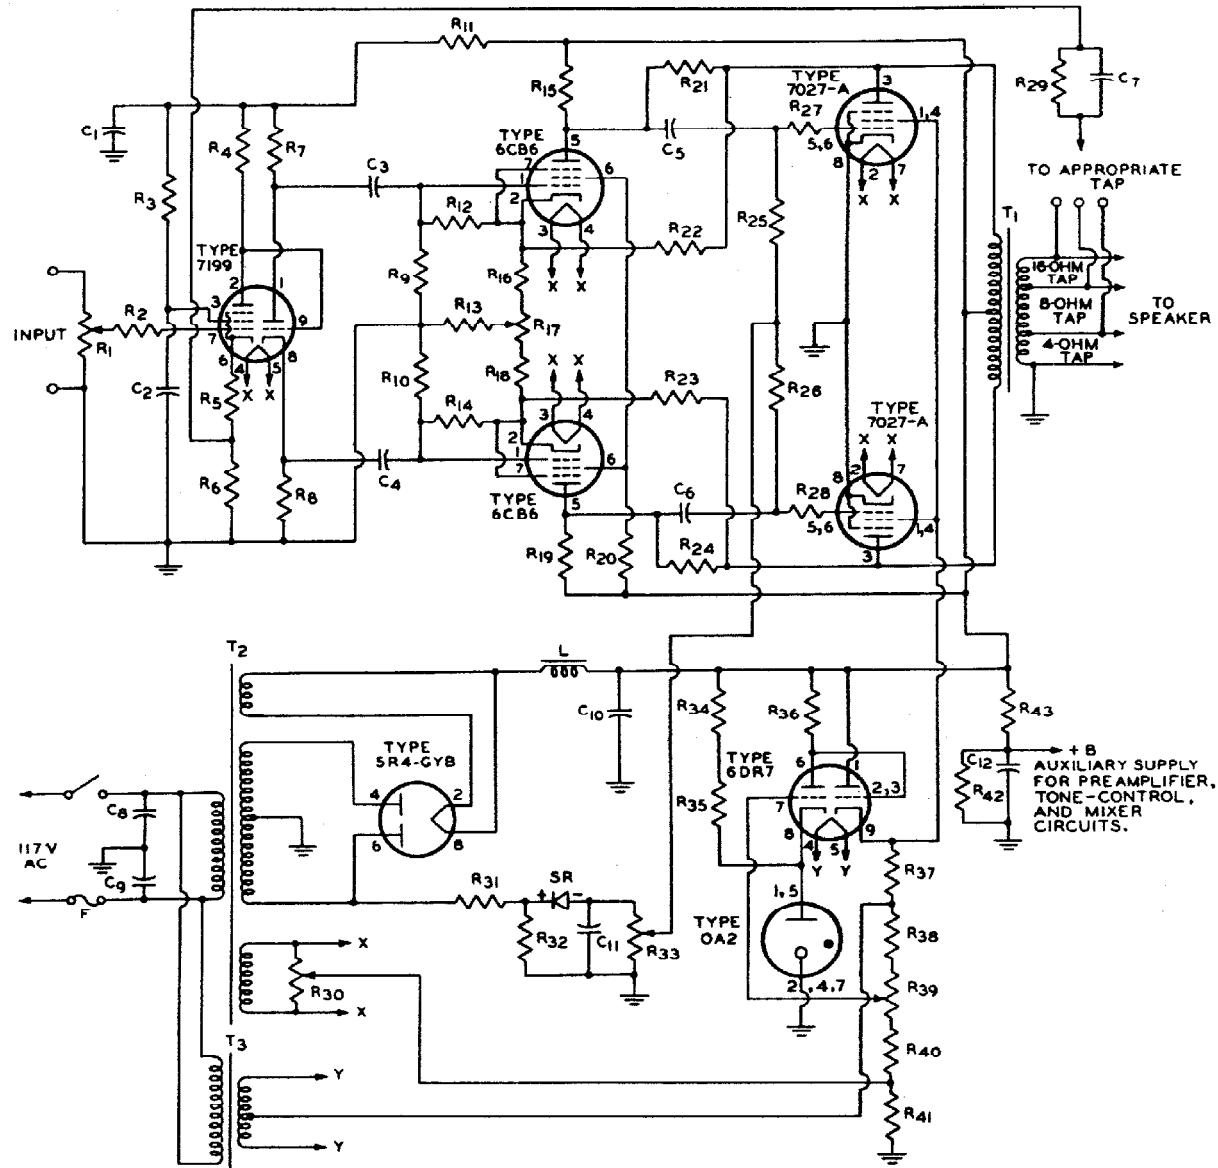 R11
C1
R4
R7
R15
TYPE
6CB6
R21
TYPE
7027-A
R27
3
1,4
R29
C7
C3
C5
5
7
1
2
6
3
4
5,6
8
2
7
X
X
TO APPROPRIATE
TAP
R3
R12
R22
R25
T1
TYPE
7199
R9
R16
X
X
16-OHM
TAP
8-OHM
TAP
4-OHM
TAP
TO
SPEAKER
INPUT
R1
R2
2
1
3
7
9
6
4
5
8
X
X
R13
R17
C2
R5
R10
R18
X
X
R23
R26
TYPE
7027-A
X
X
R14
3
4
2
1
7
6
5
8
2
7
R6
R8
C4
TYPE
6CB6
C6
R28
5,6
1,4
3
R19
R20
R24
T2
L
C10
R34
R36
R43
TYPE
5R4-GYB
4
2
6
8
TYPE
6DR7
6
1
7
2,3
8
4
5
9
Y
Y
C12
R42
+B
AUXILIARY SUPPLY
FOR PREAMPLIFIER,
TONE-CONTROL,
AND MIXER
CIRCUITS.
R35
117V
AC
C8
C9
F
R31
SR
+
-
R32
C11
R33
1,5
TYPE
OA2
2,4,7
R37
R38
R39
X
R30
X
T3
R40
Y
R41
Y